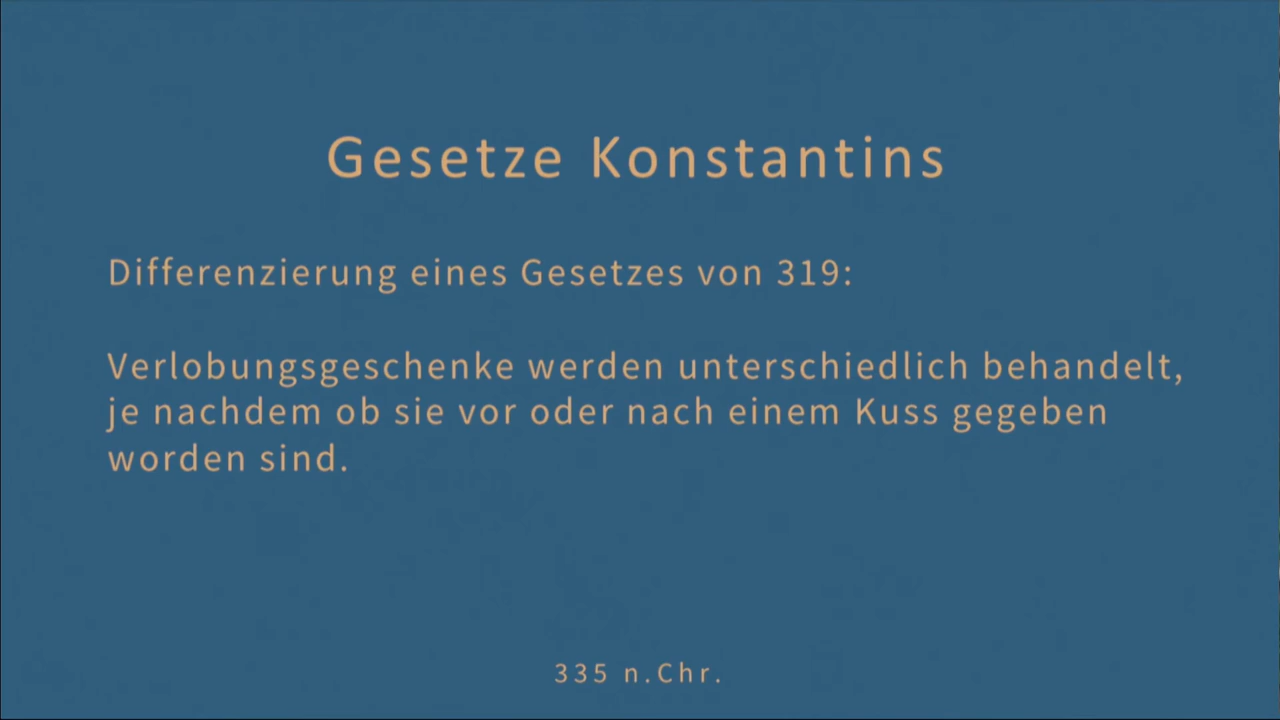 Gesetze Konstantins
Differenzierung eines Gesetzes von 319:
Verlobungsgeschenke werden unterschiedlich behandelt,
je nachdem ob sie vor oder nach einem Kuss gegeben
worden sind.
335 n.Chr.